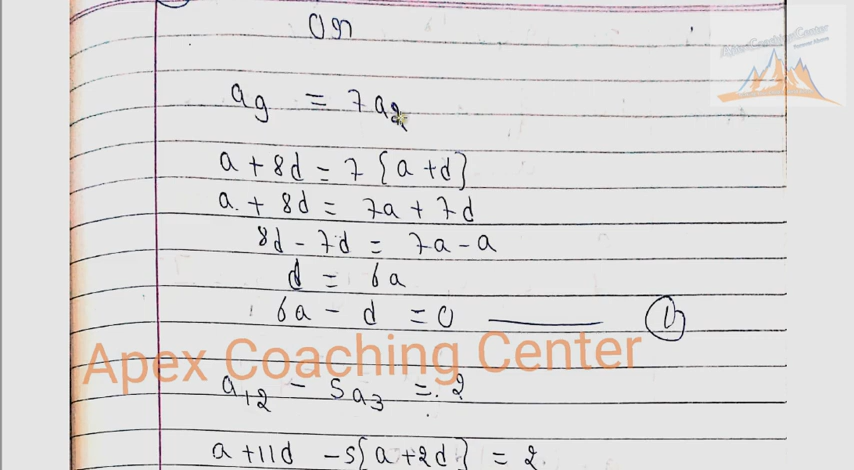 On
a₉ = 7a₂
a + 8d = 7 {a + d}
a + 8d = 7a + 7d
8d - 7d = 7a - a
d = 6a
6a - d = 0 ——— ①
Apex Coaching Center
a₁₂ - 5a₃ = 2
a + 11d - 5{a + 2d} = 2